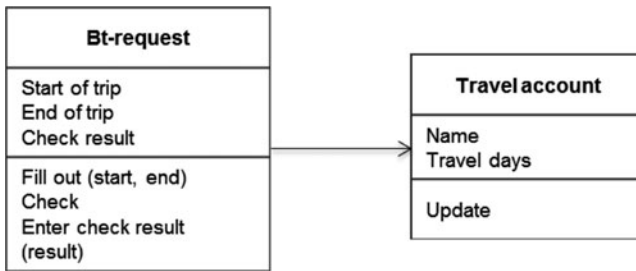 Bt-request
Start of trip
End of trip
Check result
Fill out (start, end)
Check
Enter check result
(result)
Travel account
Name
Travel days
Update